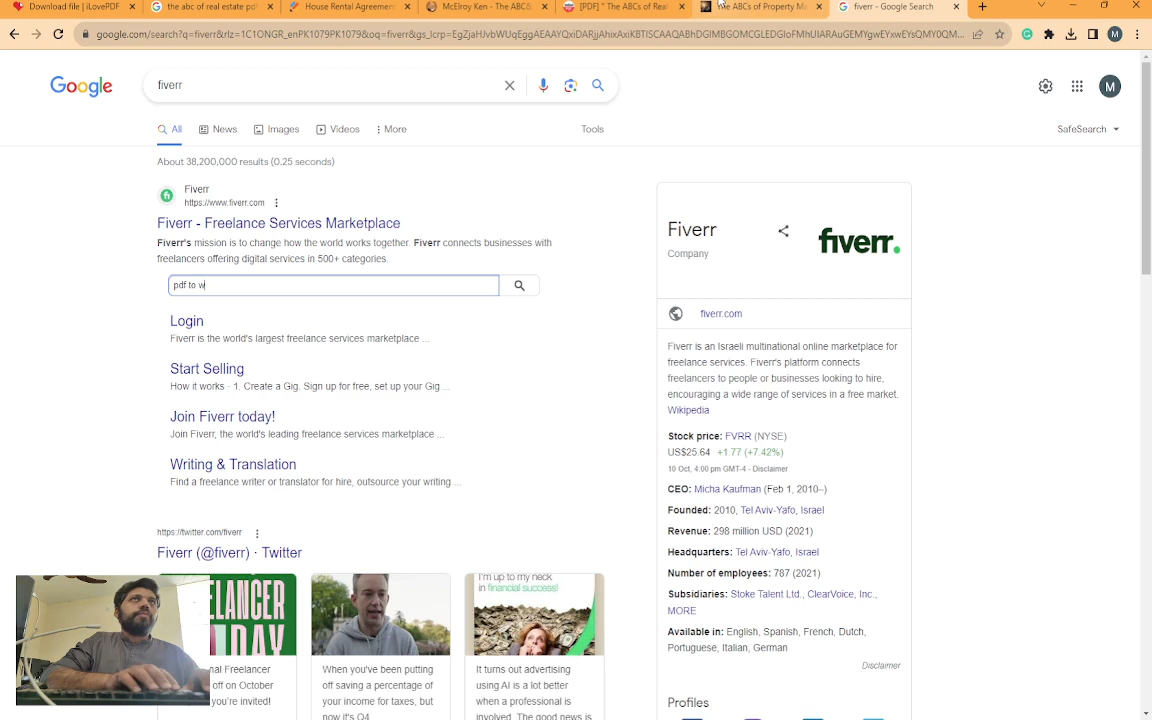 Download file | iLovePDF
the abc of real estate pdf
House Rental Agreement
McElroy Ken - The ABC&
[PDF] " The ABCs of Real
The ABCs of Property M
fiverr - Google Search
google.com/search?q=fiverr&rlz=1C1ONGR_enPK1079PK1079&oq=fiverr&gs_lcrp=
M
Google
fiverr
M
All
News
Images
Videos
More
Tools
SafeSearch
About 38,200,000 results (0.25 seconds)
Fiverr
https://www.fiverr.com
Fiverr - Freelance Services Marketplace
Fiverr's mission is to change how the world works together. Fiverr connects businesses with
freelancers offering digital services in 500+ categories.
pdf to w
Login
Fiverr is the world's largest freelance services marketplace ...
Start Selling
How it works · 1. Create a Gig. Sign up for free, set up your Gig ...
Join Fiverr today!
Join Fiverr, the world's leading freelance services marketplace ...
Writing & Translation
Find a freelance writer or translator for hire, outsource your writing ...
https://twitter.com/fiverr
Fiverr (@fiverr) · Twitter
LANCER
DAY
I'm up to my neck
in financial success!
nal Freelancer
off on October
you're invited!
When you've been putting
off saving a percentage of
your income for taxes, but
now it's Q4
It turns out advertising
using AI is a lot better
when a professional is
involved. The good news is
Fiverr
Company
fiverr.
fiverr.com
Fiverr is an Israeli multinational online marketplace for
freelance services. Fiverr's platform connects
freelancers to people or businesses looking to hire,
encouraging a wide range of services in a free market.
Wikipedia
Stock price: FVRR (NYSE)
US$25.64 +1.77 (+7.42%)
10 Oct, 4:00 pm GMT-4 - Disclaimer
CEO: Micha Kaufman (Feb 1, 2010–)
Founded: 2010, Tel Aviv-Yafo, Israel
Revenue: 298 million USD (2021)
Headquarters: Tel Aviv-Yafo, Israel
Number of employees: 787 (2021)
Subsidiaries: Stoke Talent Ltd., ClearVoice, Inc.,
MORE
Available in: English, Spanish, French, Dutch,
Portuguese, Italian, German
Disclaimer
Profiles